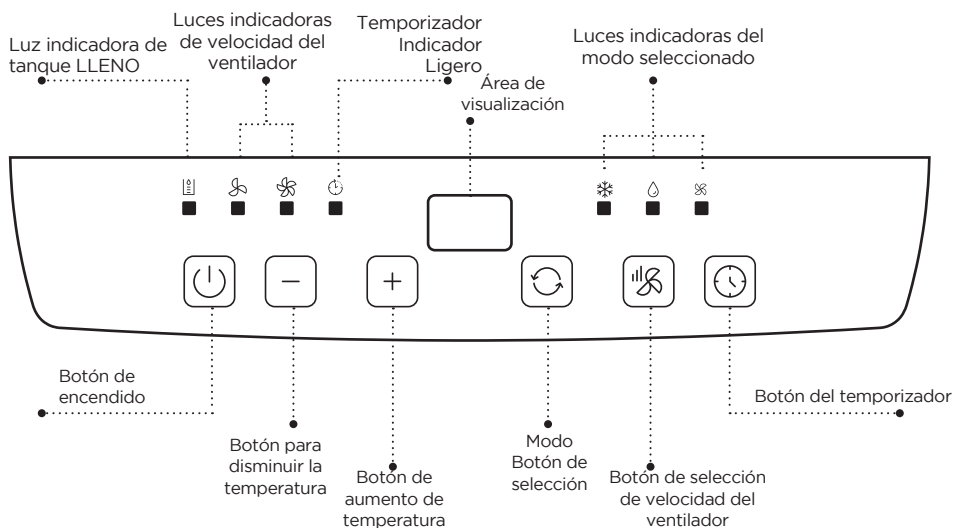 Luz indicadora de
tanque LLENO
Luces indicadoras
de velocidad del
ventilador
Temporizador
Indicador
Ligero
Área de
visualización
Luces indicadoras del
modo seleccionado
Botón de
encendido
Botón para
disminuir la
temperatura
Botón de
aumento de
temperatura
Modo
Botón de
selección
Botón de selección
de velocidad del
ventilador
Botón del temporizador